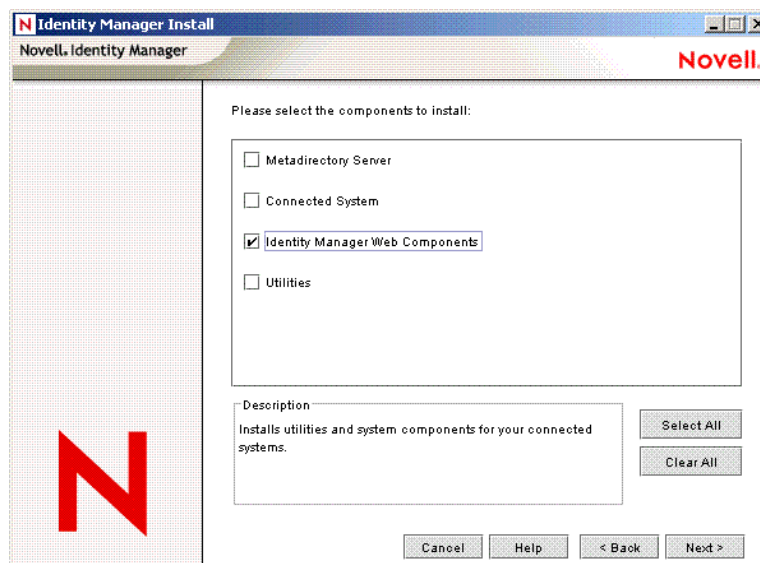 Identity Manager Install
Novell. Identity Manager
Novell.
Please select the components to install:
Metadirectory Server
Connected System
Identity Manager Web Components
Utilities
Description
Installs utilities and system components for your connected
systems.
Select All
Clear All
Cancel
Help
< Back
Next >